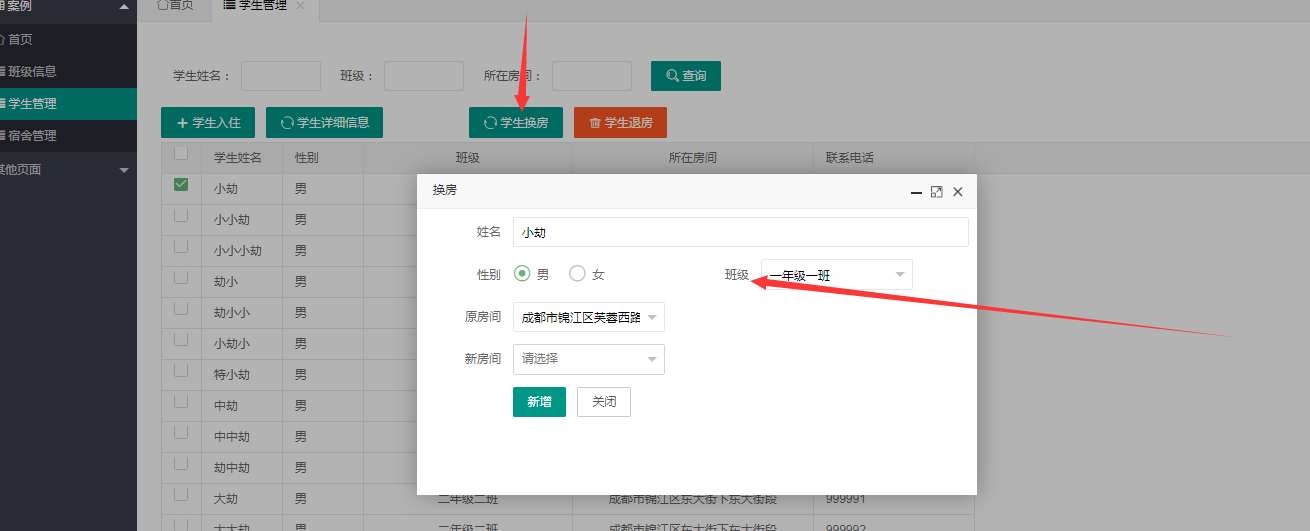 案例
首页
班级信息
学生管理
宿舍管理
其他页面
首页 学生管理
学生姓名： 班级： 所在房间： 查询
学生入住 学生详细信息 学生换房 学生退房
学生姓名 性别 班级 所在房间 联系电话
小劫 男
小小劫 男
小小小劫 男
劫小 男
劫小小 男
小劫小 男
特小劫 男
中劫 男
中中劫 男
劫中劫 男
大劫 男 二年级二班 成都市锦江区东大街下东大街段 999991
大大劫 男 二年级二班 成都市锦江区东大街下东大街段 999992
换房
姓名 小劫
性别 男 女 班级 一年级一班
原房间 成都市锦江区芙蓉西路
新房间 请选择
新增 关闭